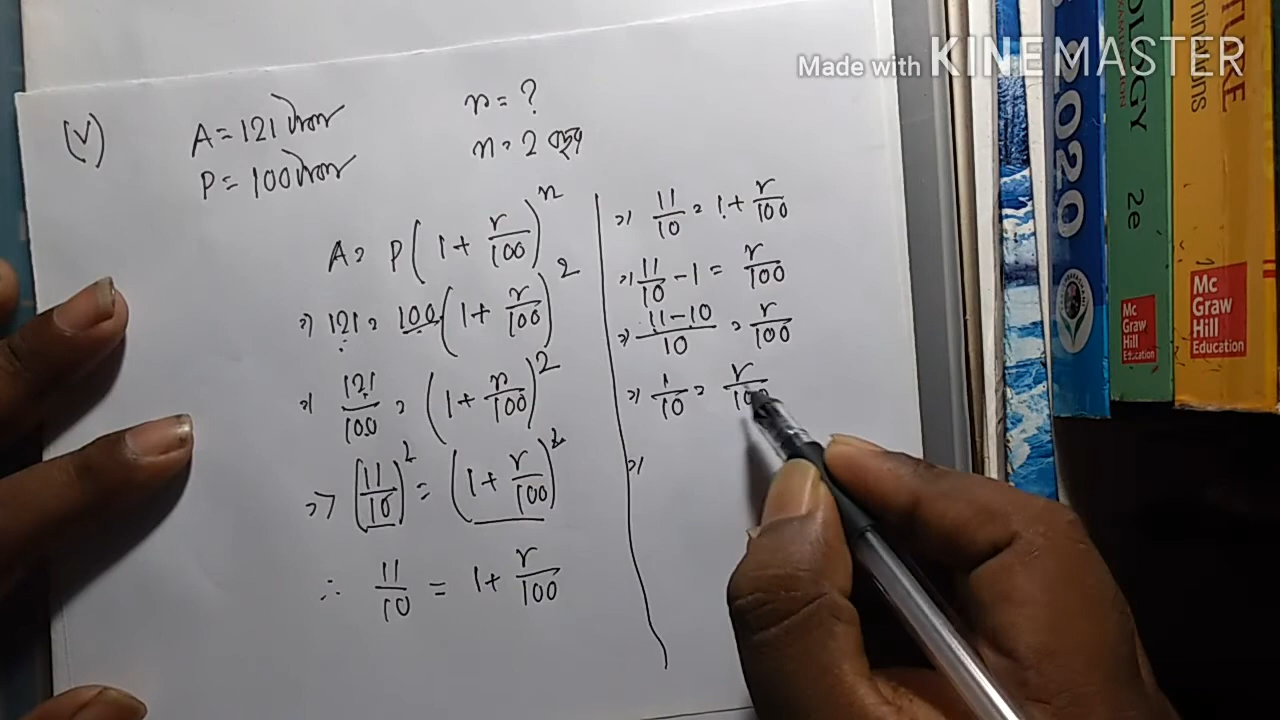 Made with KINEMASTER
(V) A = 121
P = 100
n = ?
n = 2
A = P(1 + r/100)^n
=) 121 = 100(1 + r/100)^2
=) 121/100 = (1 + r/100)^2
=> (11/10)^2 = (1 + r/100)^2
∴ 11/10 = 1 + r/100
=) 11/10 = 1 + r/100
=) 11/10 - 1 = r/100
=) 11-10/10 = r/100
=) 1/10 = r/100
=)
2020
OLOGY
2e
TURE
Mc
Graw
Hill
Education
Mc
Graw
Hill
Education